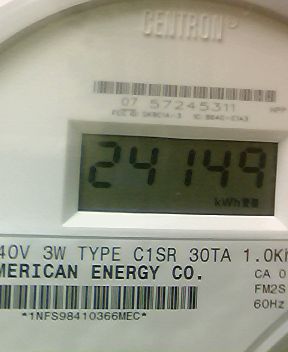 CENTRON
07 57245311
24149
kWh
40V 3W TYPE C1SR 30TA 1.0Kh
MERICAN ENERGY CO.
CA 0
FM2S
60Hz
*1NFS98410366MEC*